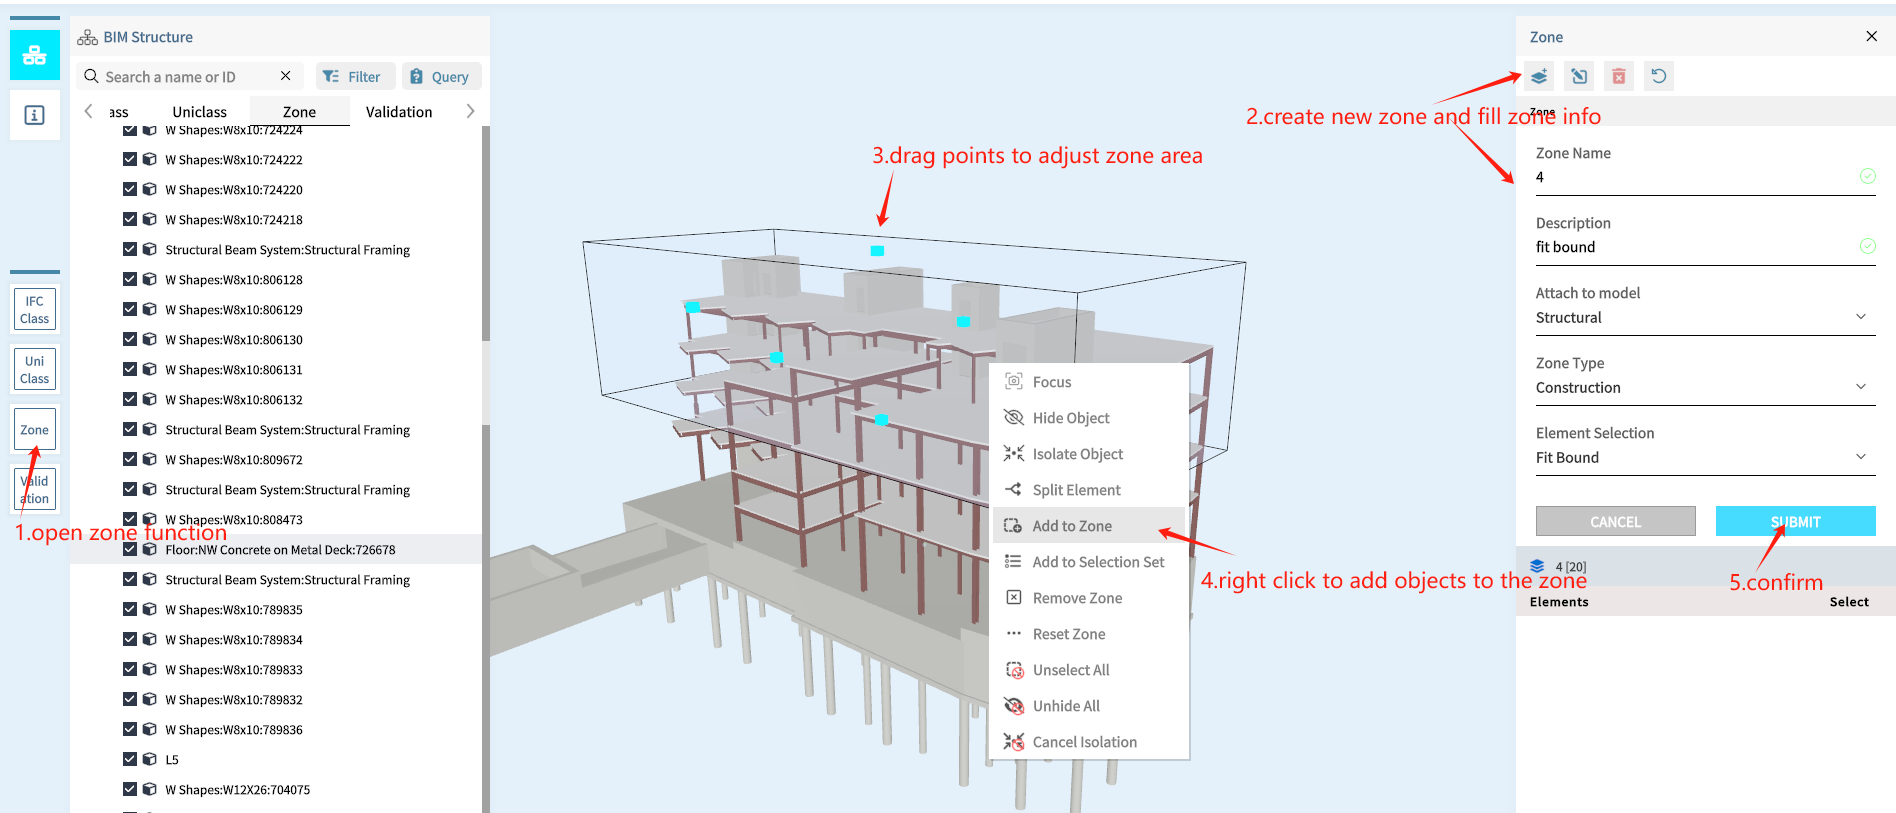 BIM Structure
Search a name or ID
Filter
Query
ass
Uniclass
Zone
Validation
W Shapes:W8x10:724224
W Shapes:W8x10:724222
W Shapes:W8x10:724220
W Shapes:W8x10:724218
Structural Beam System:Structural Framing
W Shapes:W8x10:806128
W Shapes:W8x10:806129
W Shapes:W8x10:806130
W Shapes:W8x10:806131
W Shapes:W8x10:806132
Structural Beam System:Structural Framing
W Shapes:W8x10:809672
Structural Beam System:Structural Framing
W Shapes:W8x10:808473
Floor:NW Concrete on Metal Deck:726678
Structural Beam System:Structural Framing
W Shapes:W8x10:789835
W Shapes:W8x10:789834
W Shapes:W8x10:789833
W Shapes:W8x10:789832
W Shapes:W8x10:789836
L5
W Shapes:W12X26:704075
IFC
Class
Uni
Class
Zone
Valid
ation
1.open zone function
2.create new zone and fill zone info
3.drag points to adjust zone area
4.right click to add objects to the zone
5.confirm
Focus
Hide Object
Isolate Object
Split Element
Add to Zone
Add to Selection Set
Remove Zone
Reset Zone
Unselect All
Unhide All
Cancel Isolation
Zone
Zone
Zone Name
4
Description
fit bound
Attach to model
Structural
Zone Type
Construction
Element Selection
Fit Bound
CANCEL
SUBMIT
4 [20]
Elements
Select